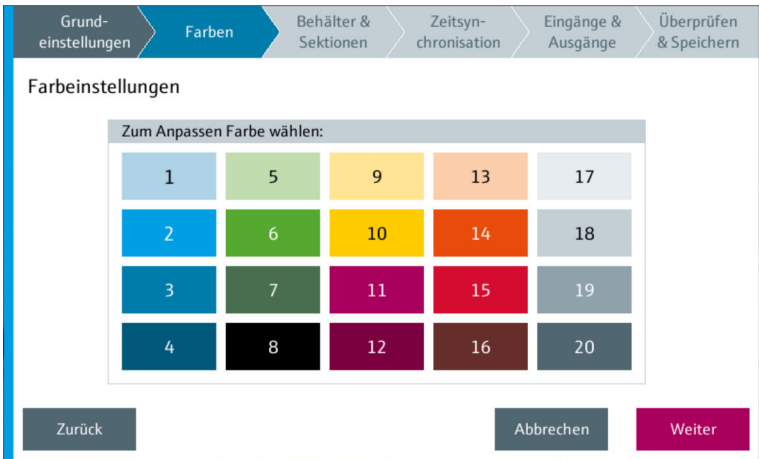 Grund-
einstellungen
Farben
Behälter &
Sektionen
Zeitsyn-
chronisation
Eingänge &
Ausgänge
Überprüfen
& Speichern
Farbeinstellungen
Zum Anpassen Farbe wählen:
1 5 9 13 17
2 6 10 14 18
3 7 11 15 19
4 8 12 16 20
Zurück Abbrechen Weiter